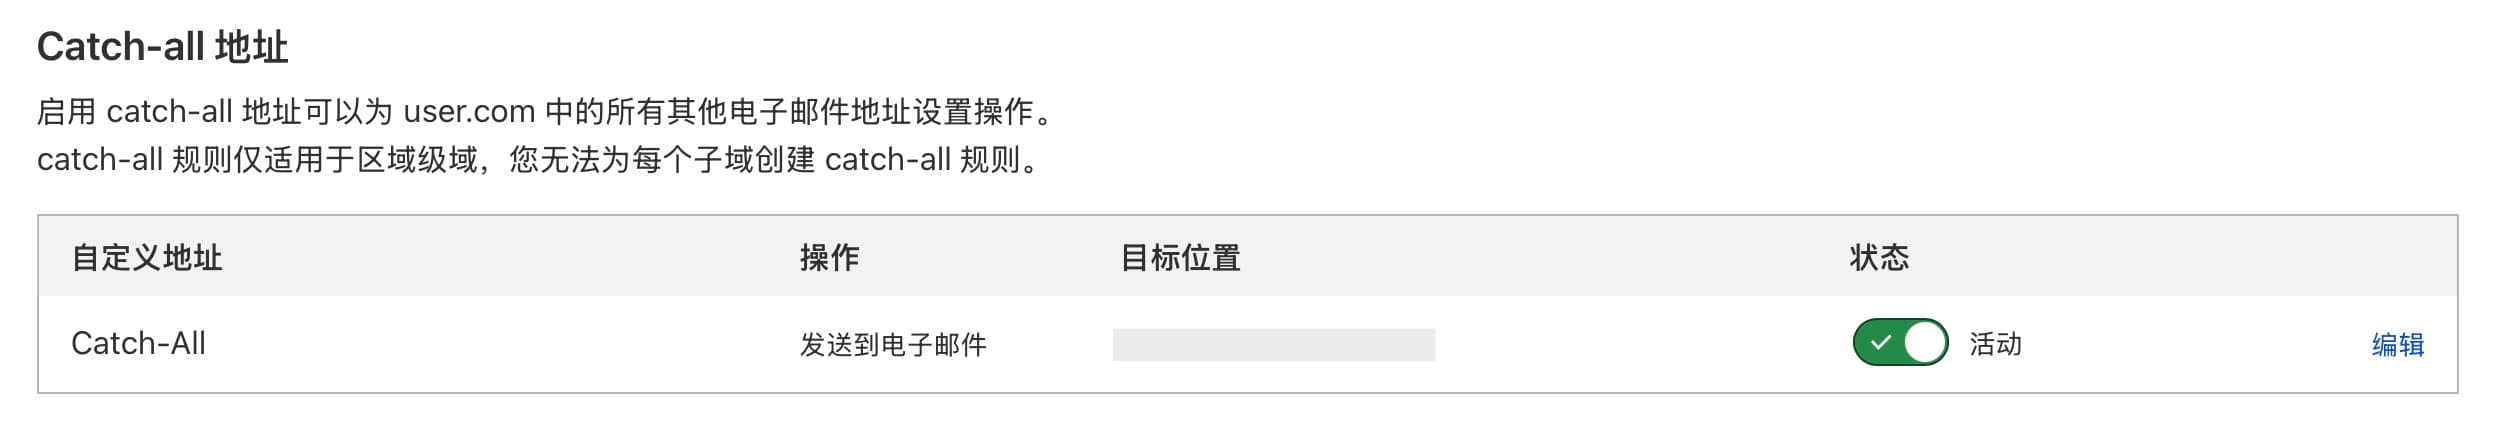 Catch-all 地址
启用 catch-all 地址可以为 user.com 中的所有其他电子邮件地址设置操作。
catch-all 规则仅适用于区域级域，您无法为每个子域创建 catch-all 规则。
自定义地址 操作 目标位置 状态
Catch-All 发送到电子邮件 活动 编辑